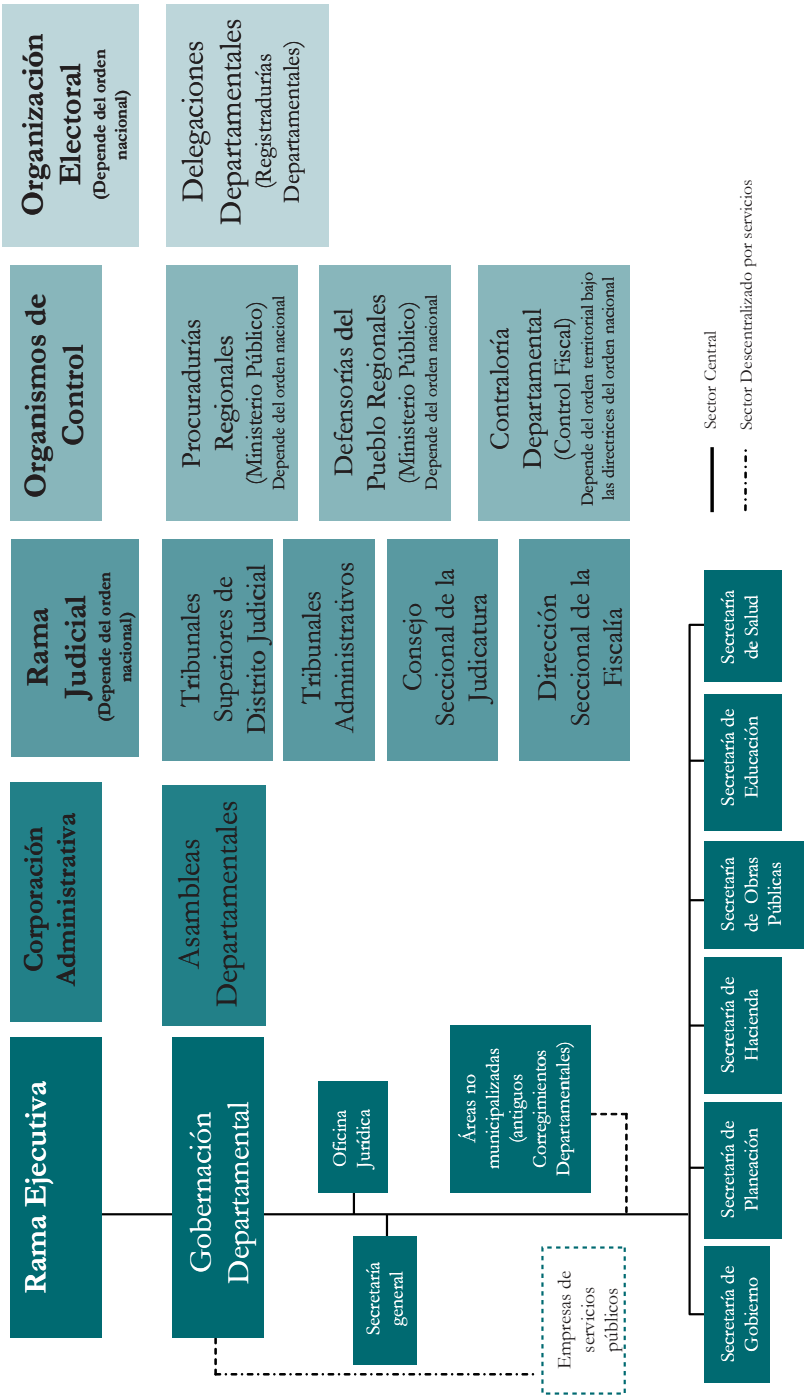 Rama Ejecutiva
Corporación
Administrativa
Rama
Judicial
(Depende del orden
nacional)
Organismos de
Control
Organización
Electoral
(Depende del orden
nacional)
Gobernación
Departamental
Asambleas
Departamentales
Tribunales
Superiores de
Distrito Judicial
Tribunales
Administrativos
Consejo
Seccional de la
Judicatura
Dirección
Seccional de la
Fiscalía
Procuradurías
Regionales
(Ministerio Público)
Depende del orden nacional
Defensorías del
Pueblo Regionales
(Ministerio Público)
Depende del orden nacional
Contraloría
Departamental
(Control Fiscal)
Depende del orden territorial bajo
las directrices del orden nacional
Delegaciones
Departamentales
(Registradurías
Departamentales)
Oficina
Jurídica
Secretaría
general
Áreas no
municipalizadas
(antiguos
Corregimientos
Departamentales)
Empresas de
servicios
públicos
Secretaría de
Gobierno
Secretaría de
Planeación
Secretaría de
Hacienda
Secretaría
de Obras
Públicas
Secretaría de
Educación
Secretaría
de Salud
Sector Central
Sector Descentralizado por servicios